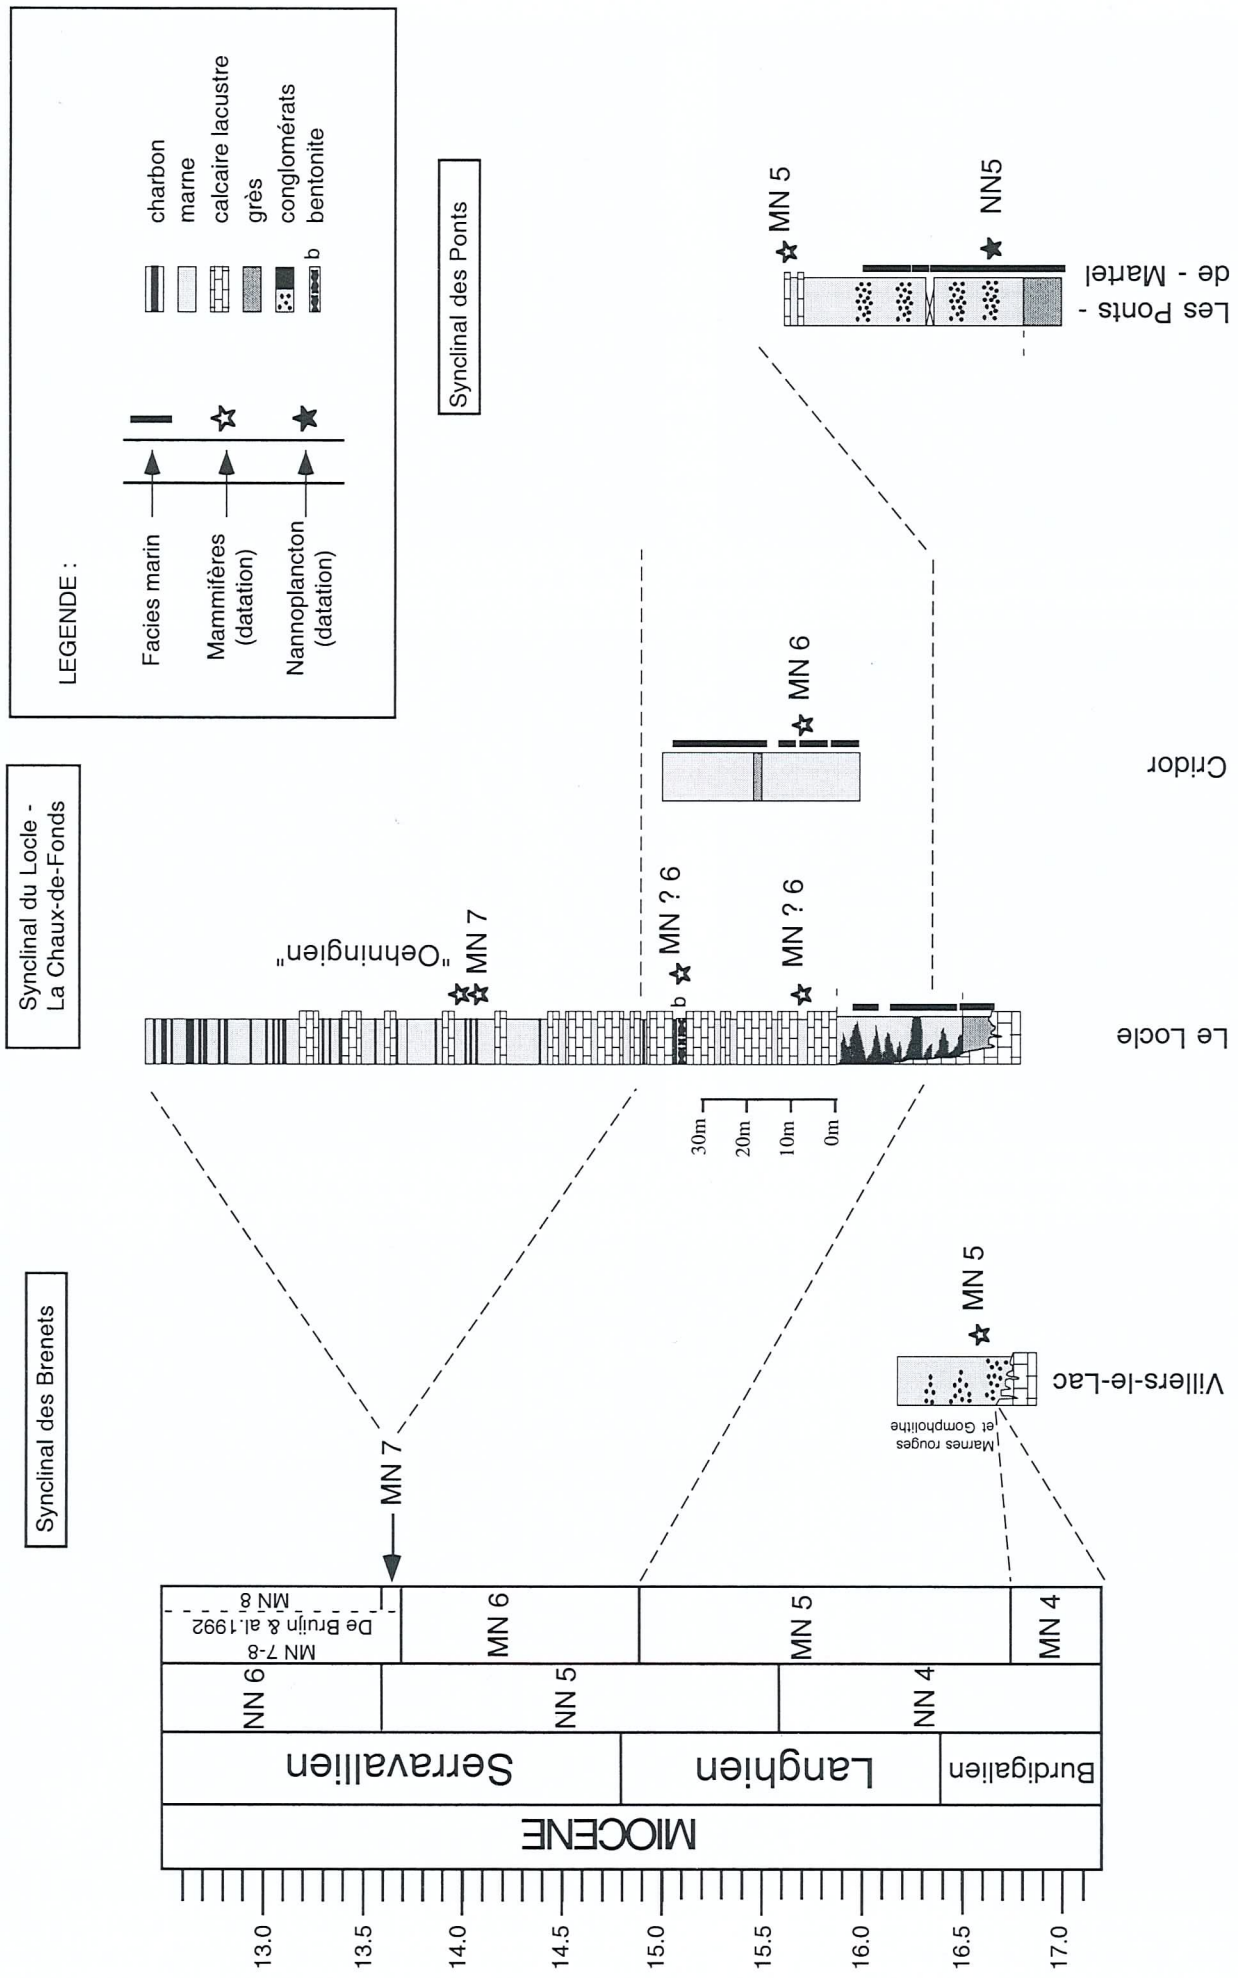 LEGENDE :
Facies marin
Mammifères
(datation)
Nannoplancton
(datation)
charbon
marne
calcaire lacustre
grès
conglomérats
b bentonite
Synclinal des Brenets
Synclinal du Locle -
La Chaux-de-Fonds
Synclinal des Ponts
13.0
13.5
14.0
14.5
15.0
15.5
16.0
16.5
17.0
MIOCENE
Serravallien
Langhien
Burdigalien
NN 6
NN 5
NN 4
MN 7-8
De Bruijn & al.1992
MN 8
MN 6
MN 5
MN 4
MN 7
Marnes rouges
et Gompholithe
MN 5
Villers-le-Lac
30m
20m
10m
0m
"Oehningien"
MN 7
b
MN ? 6
MN ? 6
Le Locle
MN 6
Cridor
MN 5
NN5
Les Ponts -
de - Martel